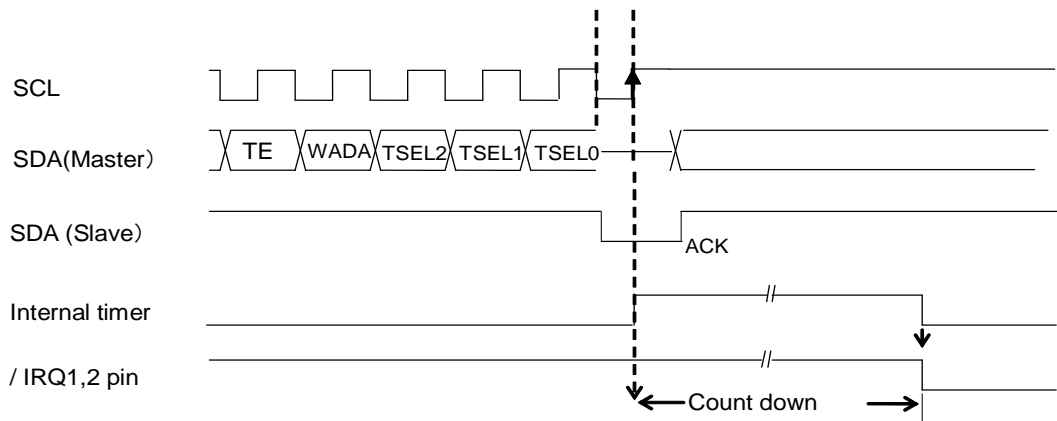 SCL
SDA(Master）
TE WADA TSEL2 TSEL1 TSEL0
SDA (Slave）
ACK
Internal timer
/ IRQ1,2 pin
Count down